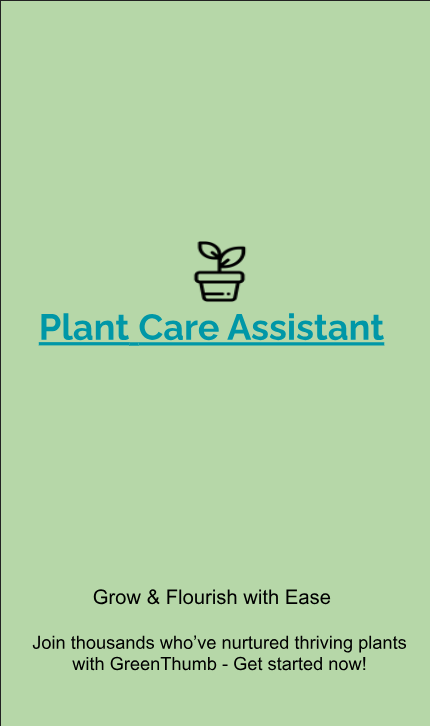 Plant Care Assistant
Grow & Flourish with Ease
Join thousands who’ve nurtured thriving plants
with GreenThumb - Get started now!